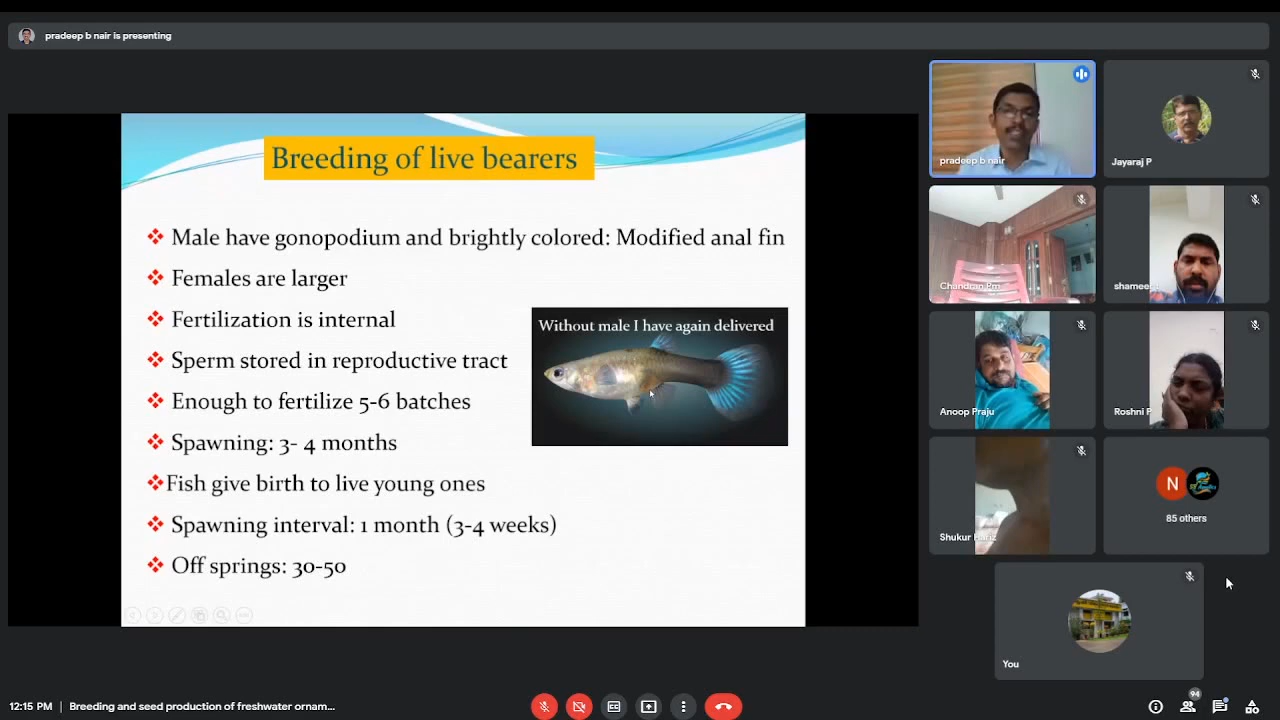 pradeep b nair is presenting
Breeding of live bearers
❖ Male have gonopodium and brightly colored: Modified anal fin
❖ Females are larger
❖ Fertilization is internal
❖ Sperm stored in reproductive tract
❖ Enough to fertilize 5-6 batches
❖ Spawning: 3- 4 months
❖Fish give birth to live young ones
❖ Spawning interval: 1 month (3-4 weeks)
❖ Off springs: 30-50
Without male I have again delivered
pradeep b nair
Jayaraj P
Anoop Praju
Roshni P
Shukur Hariz
N
85 others
You
12:15 PM | Breeding and seed production of freshwater ornam...
94